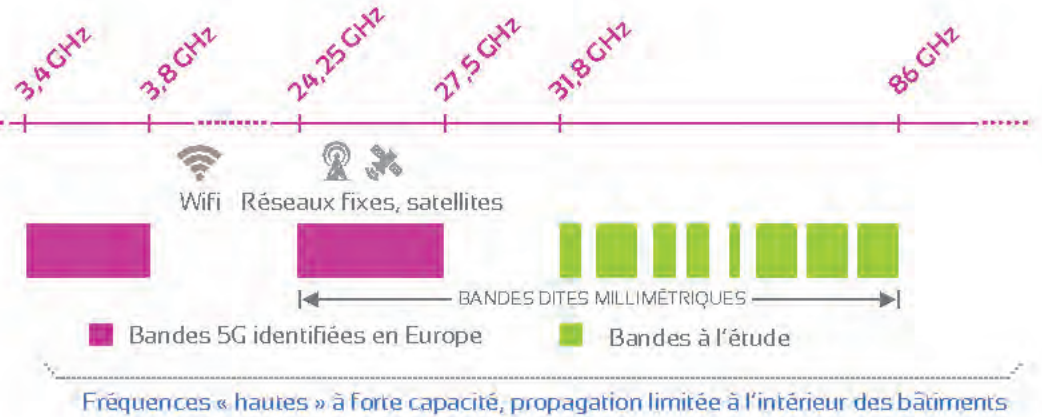 3,4 GHz 3,8 GHz 24,25 GHz 27,5 GHz 31,8 GHz 86 GHz
Wifi Réseaux fixes, satellites
BANDES DITES MILLIMÉTRIQUES
Bandes 5G identifiées en Europe Bandes à l'étude
Fréquences « hautes » à forte capacité, propagation limitée à l'intérieur des bâtiments